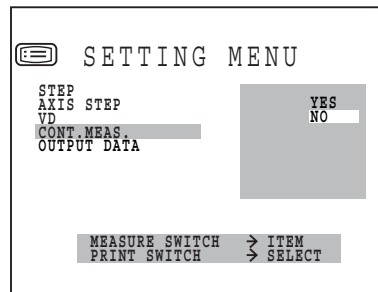 SETTING MENU
STEP
AXIS STEP
VD
CONT.MEAS.
OUTPUT DATA
YES
NO
MEASURE SWITCH → ITEM
PRINT SWITCH → SELECT